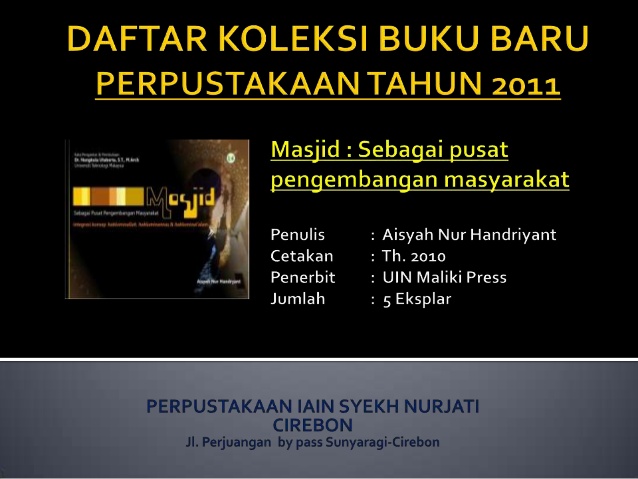 DAFTAR KOLEKSI BUKU BARU
PERPUSTAKAAN TAHUN 2011
Masjid
Sebagai Pusat Pengembangan Masyarakat
Aisyah Nur Handryant
Masjid : Sebagai pusat
pengembangan masyarakat
Penulis : Aisyah Nur Handriyant
Cetakan : Th. 2010
Penerbit : UIN Maliki Press
Jumlah : 5 Eksplar
PERPUSTAKAAN IAIN SYEKH NURJATI
CIREBON
Jl. Perjuangan by pass Sunyaragi-Cirebon